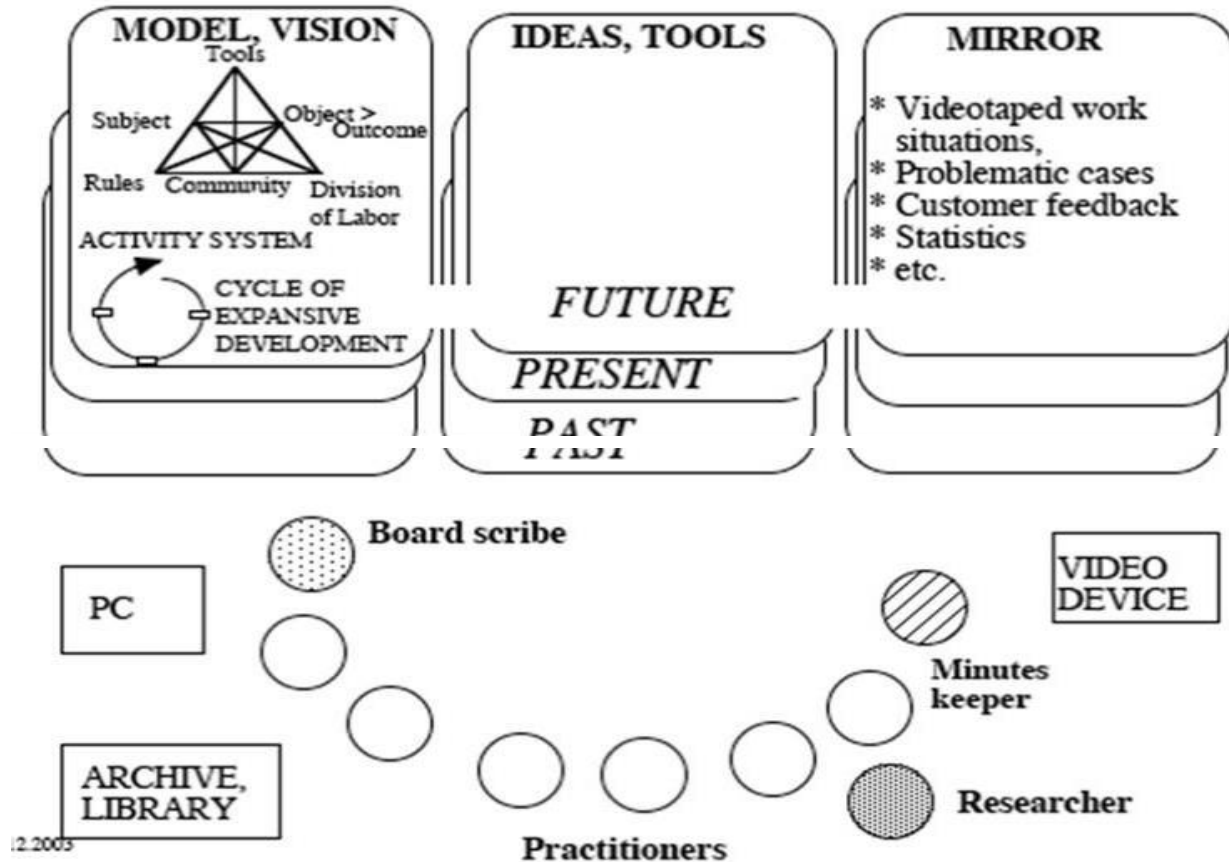 MODEL, VISION
Tools
Subject
Object >
Outcome
Rules
Community
Division
of Labor
ACTIVITY SYSTEM
CYCLE OF
EXPANSIVE
DEVELOPMENT
IDEAS, TOOLS
FUTURE
PRESENT
PAST
MIRROR
* Videotaped work
situations,
* Problematic cases
* Customer feedback
* Statistics
* etc.
Board scribe
PC
VIDEO
DEVICE
Minutes
keeper
ARCHIVE,
LIBRARY
Researcher
Practitioners
12.2003